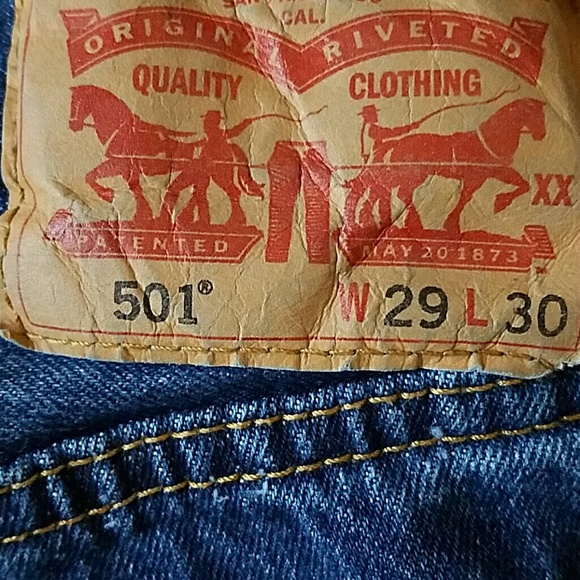 CAL.
ORIGINAL RIVETED
QUALITY CLOTHING
XX
PATENTED MAY 20 1873
501® W 29 L 30